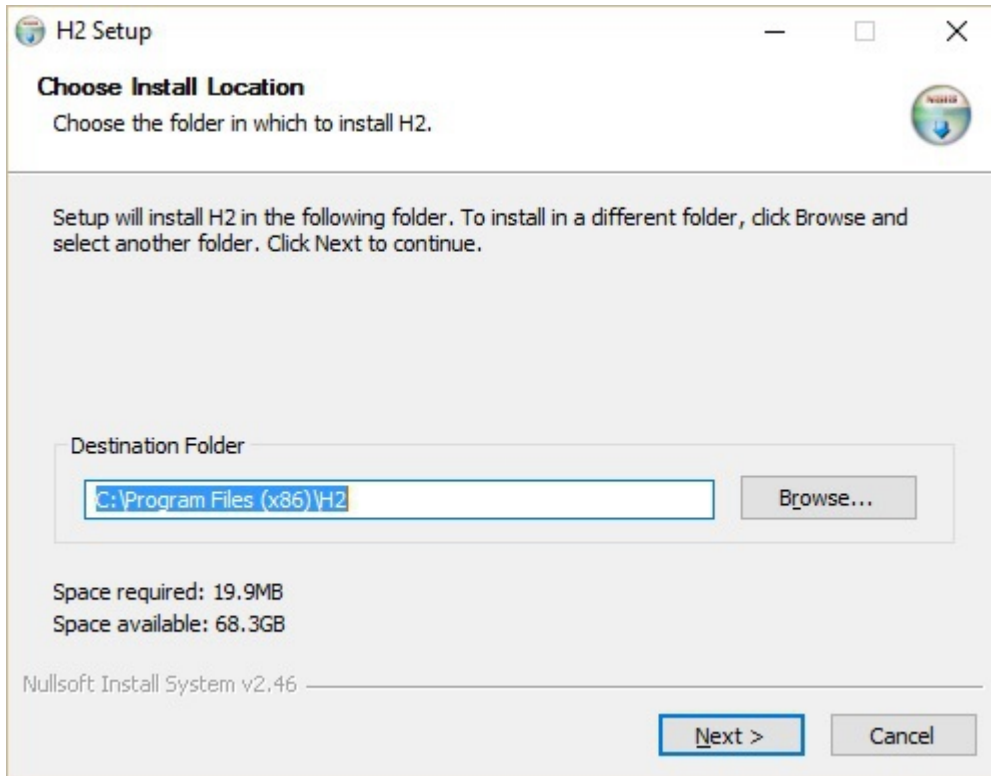 H2 Setup
Choose Install Location
Choose the folder in which to install H2.
Setup will install H2 in the following folder. To install in a different folder, click Browse and
select another folder. Click Next to continue.
Destination Folder
C:\Program Files (x86)\H2
Browse...
Space required: 19.9MB
Space available: 68.3GB
Nullsoft Install System v2.46
Next >
Cancel